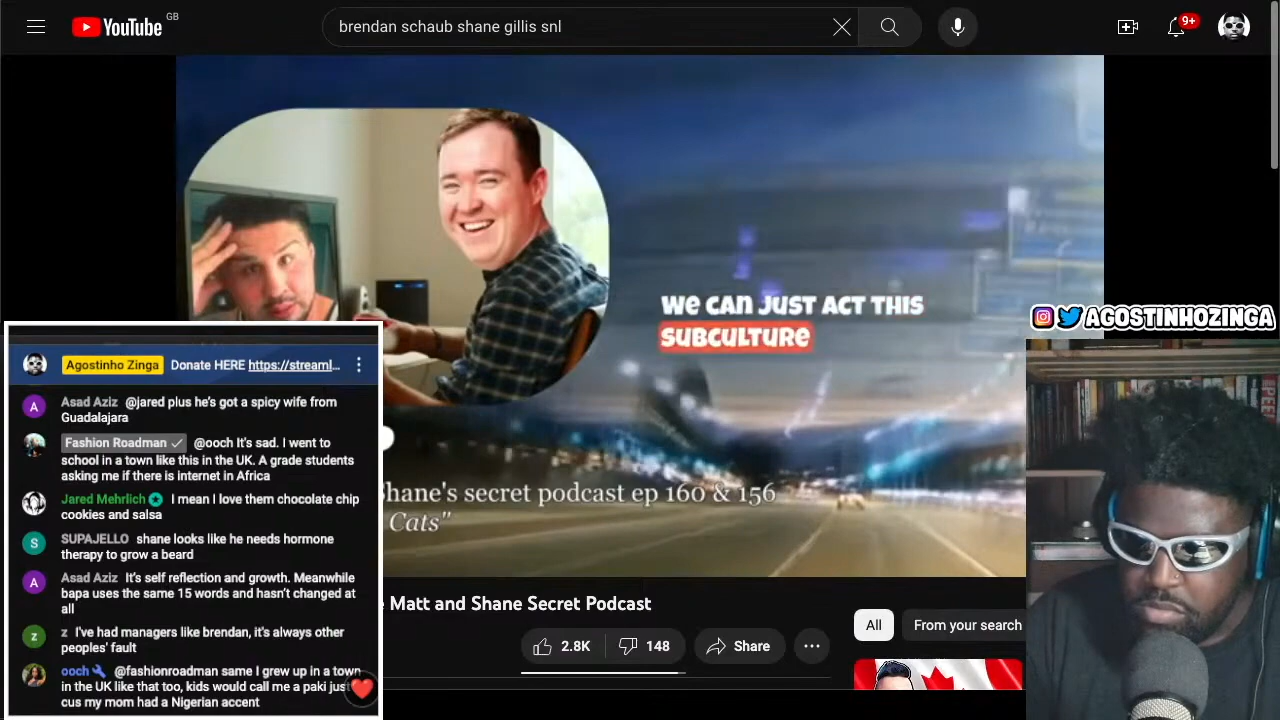 YouTube GB
brendan schaub shane gillis snl
9+
WE CAN JUST ACT THIS
SUBCULTURE
AGOSTINHOZINGA
Agostinho Zinga Donate HERE https://streaml...
A Asad Aziz @jared plus he's got a spicy wife from
Guadalajara
Fashion Roadman @ooch It's sad. I went to
school in a town like this in the UK. A grade students
asking me if there is internet in Africa
Jared Mehrlich I mean I love them chocolate chip
cookies and salsa
S SUPAJELLO shane looks like he needs hormone
therapy to grow a beard
A Asad Aziz It's self reflection and growth. Meanwhile
bapa uses the same 15 words and hasn't changed at
all
z z I've had managers like brendan, it's always other
peoples' fault
ooch @fashionroadman same I grew up in a town
in the UK like that too, kids would call me a paki just
cus my mom had a Nigerian accent
Shane's secret podcast ep 160 & 156
Cats"
Matt and Shane Secret Podcast
2.8K 148 Share
All From your search